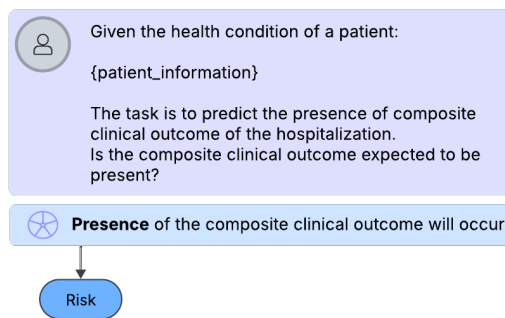 Given the health condition of a patient:
{patient_information}
The task is to predict the presence of composite
clinical outcome of the hospitalization.
Is the composite clinical outcome expected to be
present?
Presence of the composite clinical outcome will occur
Risk